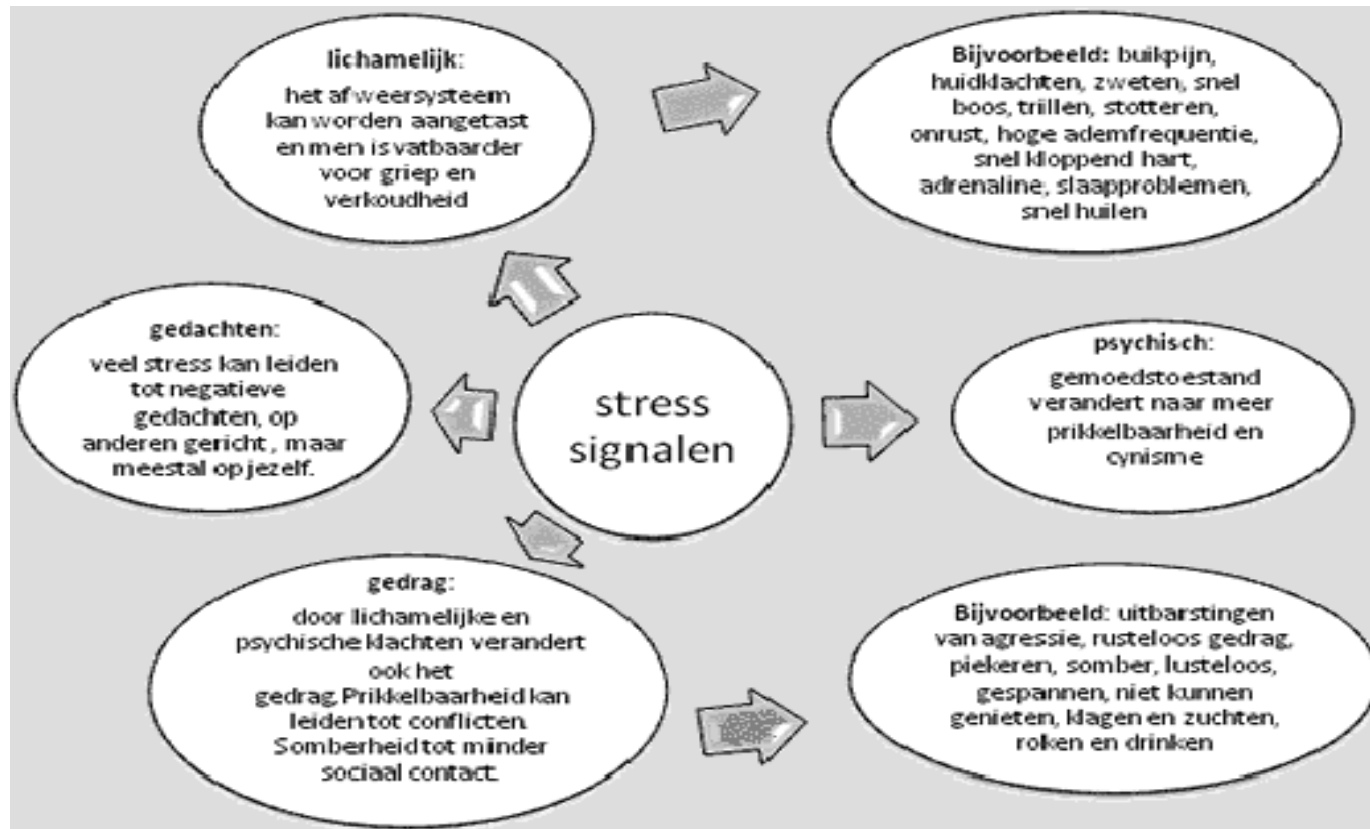 lichamelijk:
het afweersysteem
kan worden aangetast
en men is vatbaarder
voor griep en
verkoudheid
Bijvoorbeeld: buikpijn,
huidklachten, zweten, snel
boos, trillen, stotteren,
onrust, hoge ademfrequentie,
snel kloppend hart,
adrenaline, slaapproblemen,
snel huilen
gedachten:
veel stress kan leiden
tot negatieve
gedachten, op
anderen gericht, maar
meestal op jezelf.
stress
signalen
psychisch:
gemoedstoestand
verandert naar meer
prikkelbaarheid en
cynisme
gedrag:
door lichamelijke en
psychische klachten verandert
ook het
gedrag. Prikkelbaarheid kan
leiden tot conflicten.
Somberheid tot minder
sociaal contact.
Bijvoorbeeld: uitbarstingen
van agressie, rusteloos gedrag,
piekeren, somber, lusteloos,
gespannen, niet kunnen
genieten, klagen en zuchten,
roken en drinken